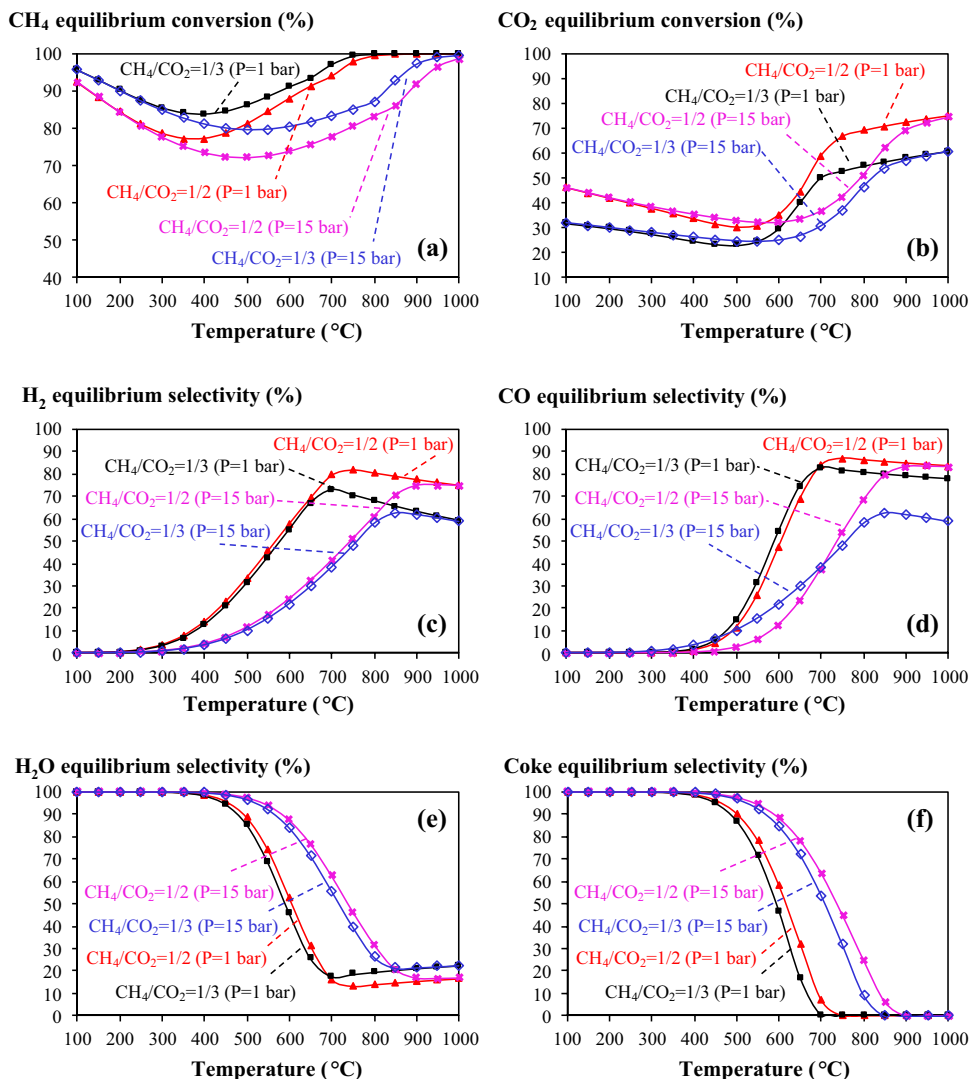 CH₄ equilibrium conversion (%)
100
90
80
70
60
50
40
CH₄/CO₂=1/3 (P=1 bar)
CH₄/CO₂=1/2 (P=1 bar)
CH₄/CO₂=1/2 (P=15 bar)
CH₄/CO₂=1/3 (P=15 bar)
(a)
100 200 300 400 500 600 700 800 900 1000
Temperature (°C)
CO₂ equilibrium conversion (%)
100
90
80
70
60
50
40
30
20
10
CH₄/CO₂=1/2 (P=1 bar)
CH₄/CO₂=1/3 (P=1 bar)
CH₄/CO₂=1/2 (P=15 bar)
CH₄/CO₂=1/3 (P=15 bar)
(b)
100 200 300 400 500 600 700 800 900 1000
Temperature (°C)
H₂ equilibrium selectivity (%)
100
90
80
70
60
50
40
30
20
10
0
CH₄/CO₂=1/2 (P=1 bar)
CH₄/CO₂=1/3 (P=1 bar)
CH₄/CO₂=1/2 (P=15 bar)
CH₄/CO₂=1/3 (P=15 bar)
(c)
100 200 300 400 500 600 700 800 900 1000
Temperature (°C)
CO equilibrium selectivity (%)
100
90
80
70
60
50
40
30
20
10
0
CH₄/CO₂=1/2 (P=1 bar)
CH₄/CO₂=1/3 (P=1 bar)
CH₄/CO₂=1/2 (P=15 bar)
CH₄/CO₂=1/3 (P=15 bar)
(d)
100 200 300 400 500 600 700 800 900 1000
Temperature (°C)
H₂O equilibrium selectivity (%)
100
90
80
70
60
50
40
30
20
10
0
(e)
CH₄/CO₂=1/2 (P=15 bar)
CH₄/CO₂=1/3 (P=15 bar)
CH₄/CO₂=1/2 (P=1 bar)
CH₄/CO₂=1/3 (P=1 bar)
100 200 300 400 500 600 700 800 900 1000
Temperature (°C)
Coke equilibrium selectivity (%)
100
90
80
70
60
50
40
30
20
10
0
(f)
CH₄/CO₂=1/2 (P=15 bar)
CH₄/CO₂=1/3 (P=15 bar)
CH₄/CO₂=1/2 (P=1 bar)
CH₄/CO₂=1/3 (P=1 bar)
100 200 300 400 500 600 700 800 900 1000
Temperature (°C)